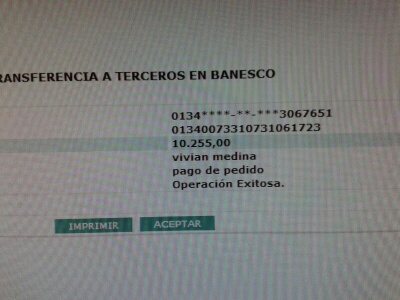 RANSFERENCIA A TERCEROS EN BANESCO
0134****-**-***3067651
01340073310731061723
10.255,00
vivian medina
pago de pedido
Operación Exitosa.
IMPRIMIR
ACEPTAR